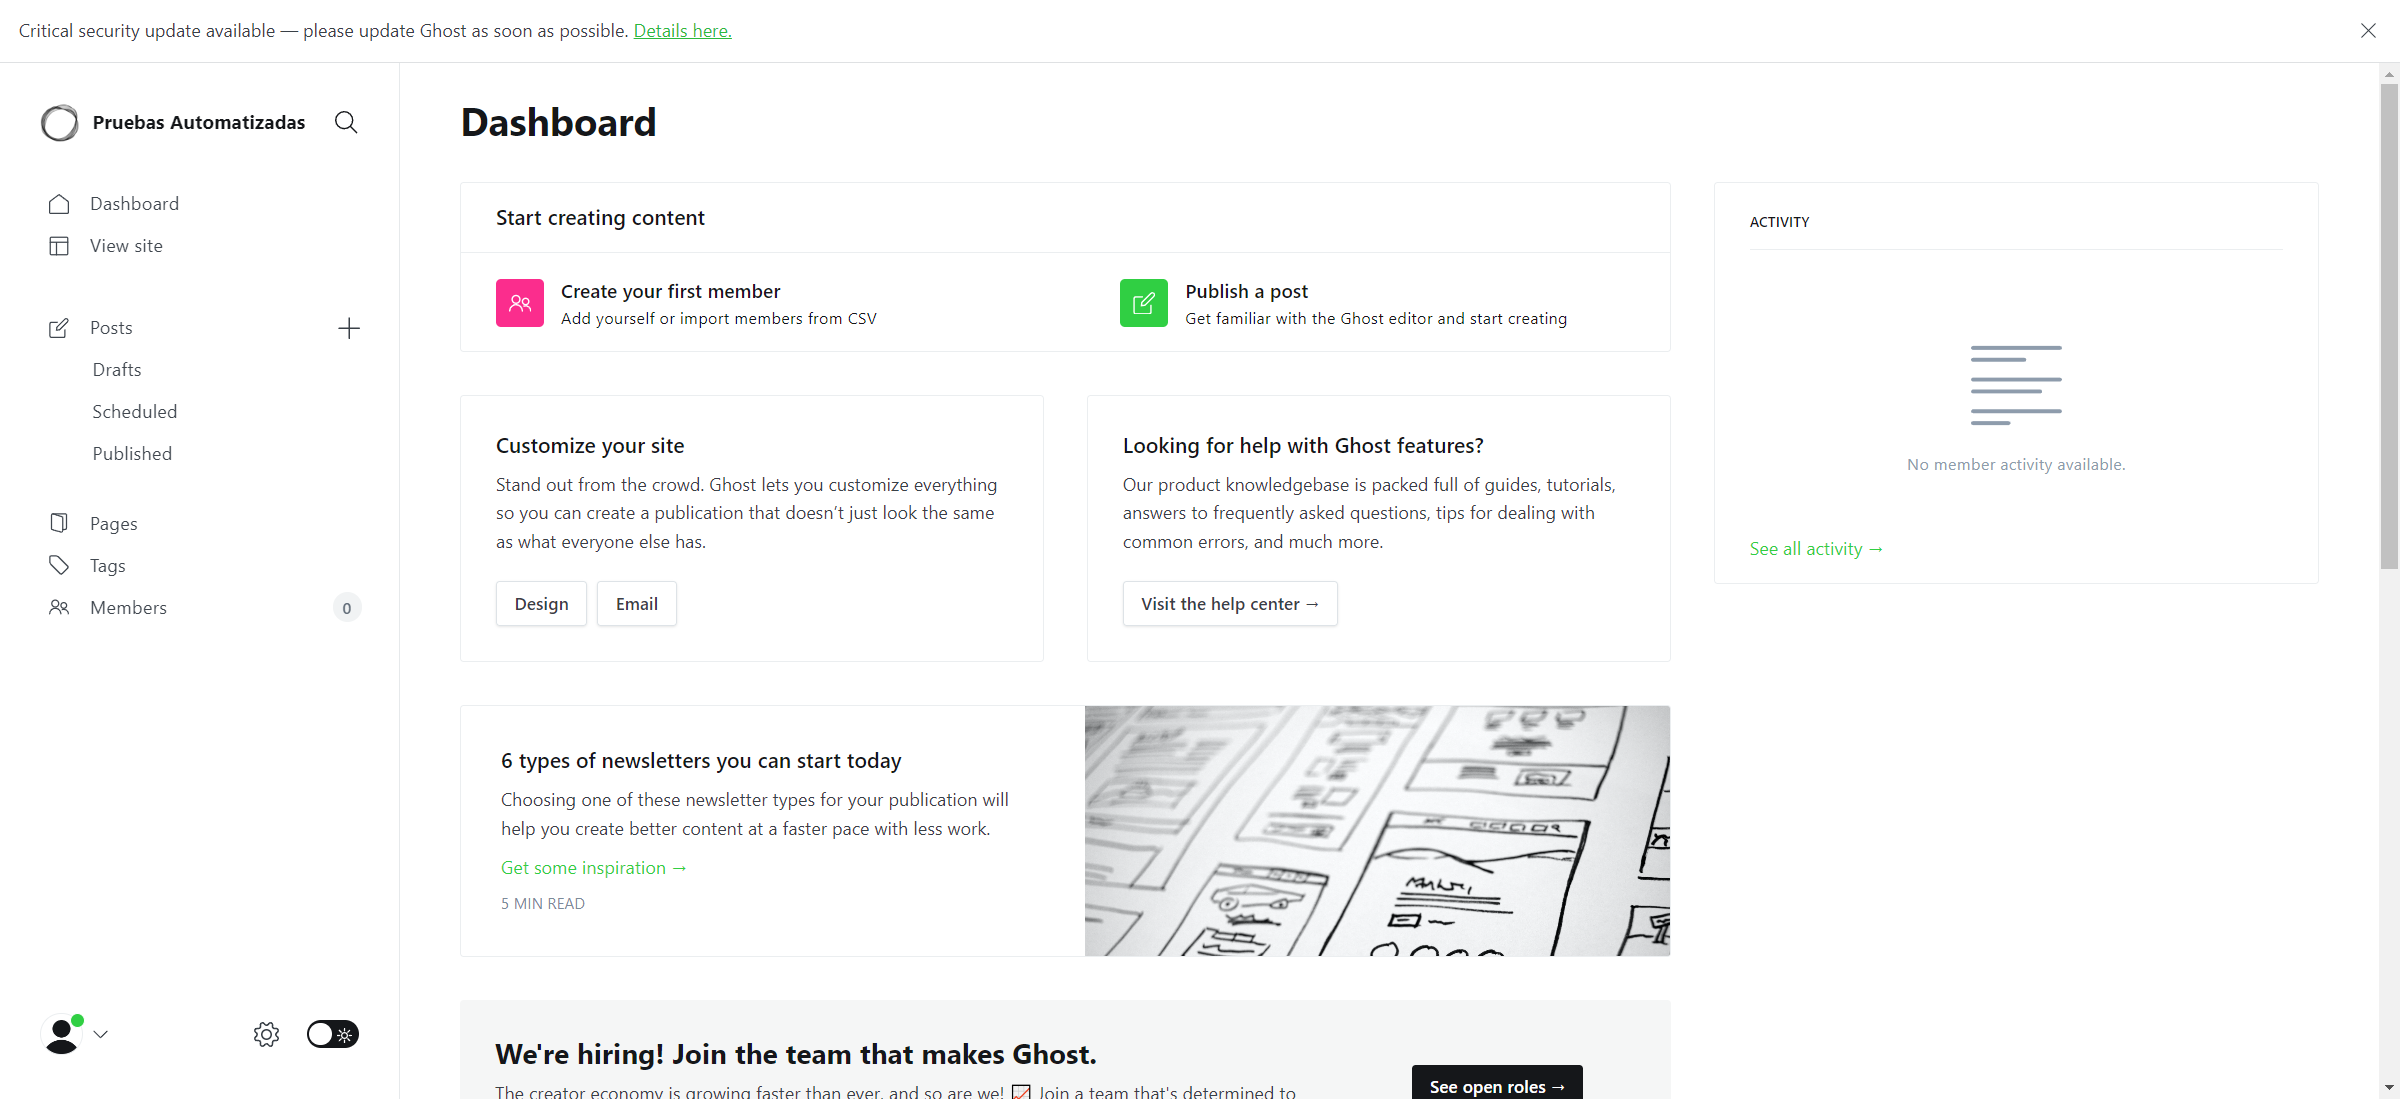 Critical security update available — please update Ghost as soon as possible. Details here.
Pruebas Automatizadas
Dashboard
View site
Posts
Drafts
Scheduled
Published
Pages
Tags
Members
0
Dashboard
Start creating content
Create your first member
Add yourself or import members from CSV
Publish a post
Get familiar with the Ghost editor and start creating
Customize your site
Stand out from the crowd. Ghost lets you customize everything
so you can create a publication that doesn’t just look the same
as what everyone else has.
Design
Email
Looking for help with Ghost features?
Our product knowledgebase is packed full of guides, tutorials,
answers to frequently asked questions, tips for dealing with
common errors, and much more.
Visit the help center →
6 types of newsletters you can start today
Choosing one of these newsletter types for your publication will
help you create better content at a faster pace with less work.
Get some inspiration →
5 MIN READ
We're hiring! Join the team that makes Ghost.
The creator economy is growing faster than ever, and so are we! 📈 Join a team that's determined to
See open roles →
ACTIVITY
No member activity available.
See all activity →